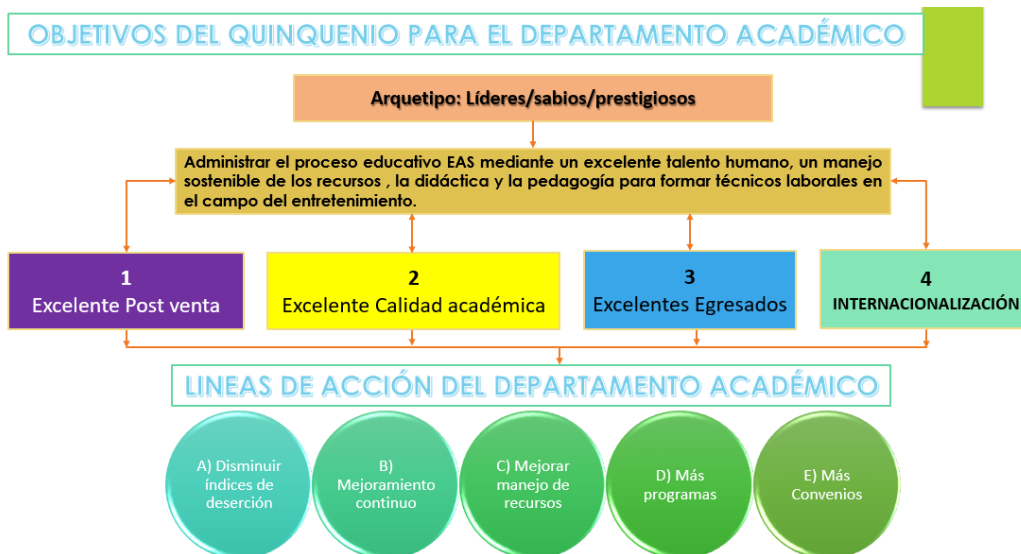 OBJETIVOS DEL QUINQUENIO PARA EL DEPARTAMENTO ACADÉMICO
Arquetipo: Líderes/sabios/prestigiosos
Administrar el proceso educativo EAS mediante un excelente talento humano, un manejo
sostenible de los recursos , la didáctica y la pedagogía para formar técnicos laborales en
el campo del entretenimiento.
1
Excelente Post venta
2
Excelente Calidad académica
3
Excelentes Egresados
4
INTERNACIONALIZACIÓN
LINEAS DE ACCIÓN DEL DEPARTAMENTO ACADÉMICO
A) Disminuir
índices de
deserción
B)
Mejoramiento
continuo
C) Mejorar
manejo de
recursos
D) Más
programas
E) Más
Convenios